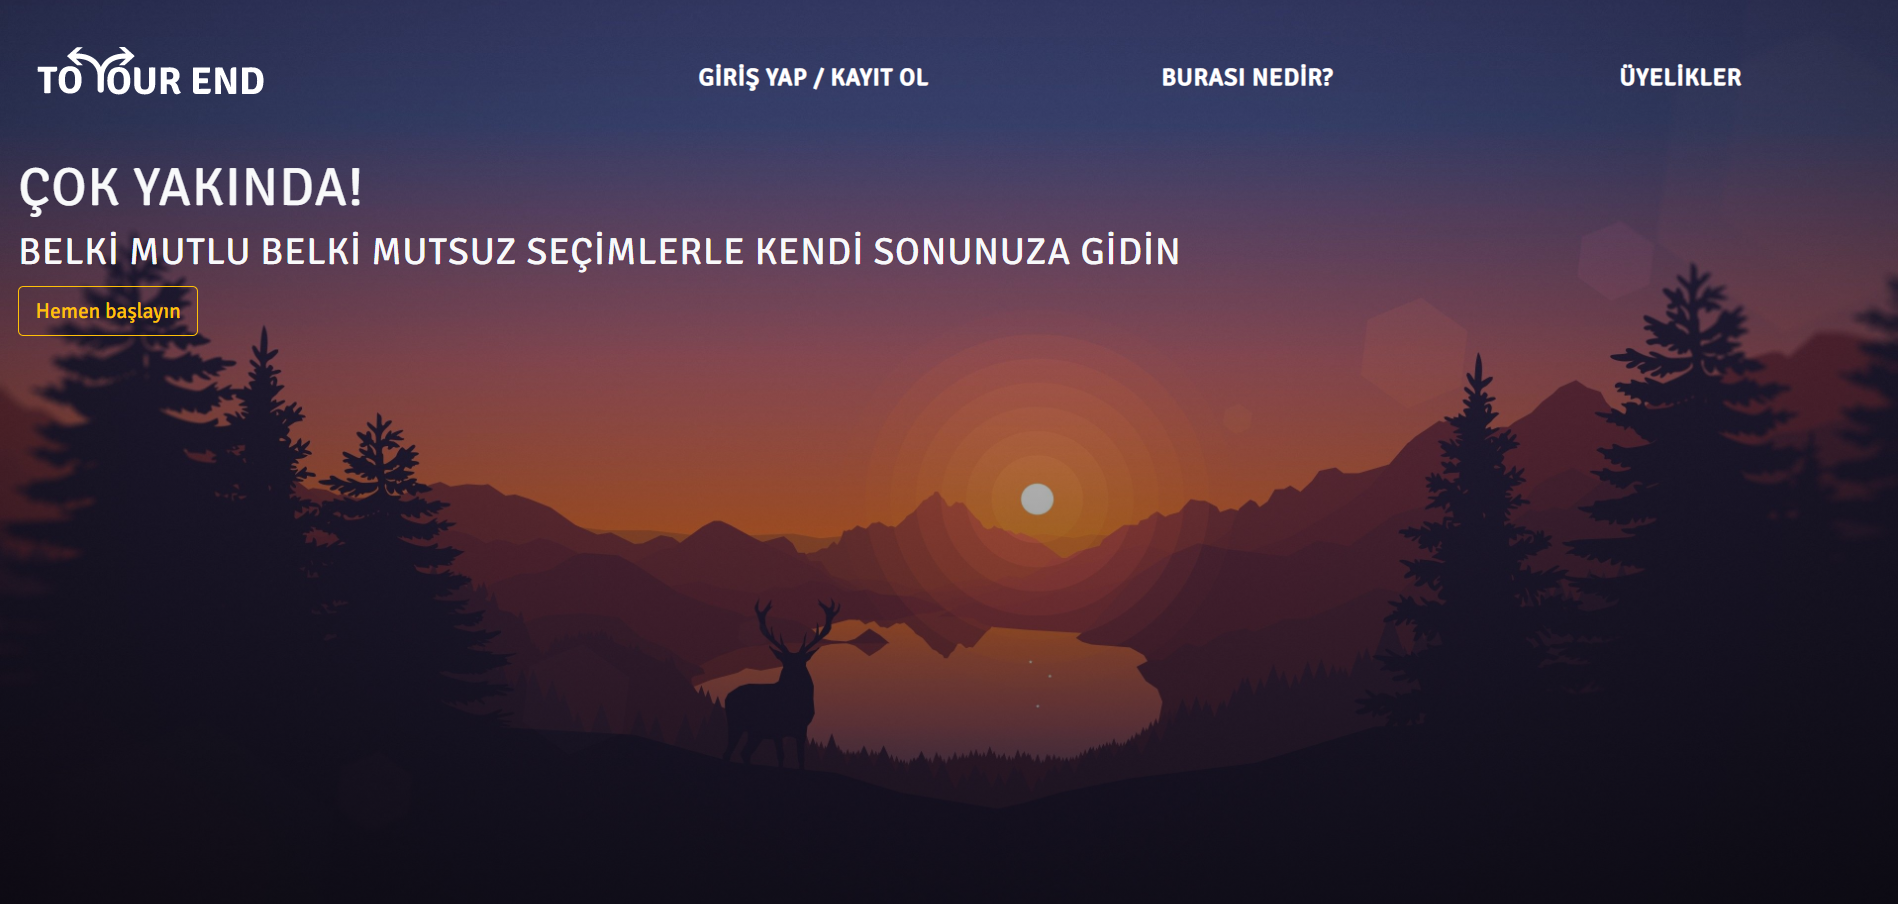 TO YOUR END
GİRİŞ YAP / KAYIT OL
BURASI NEDİR?
ÜYELİKLER
ÇOK YAKINDA!
BELKİ MUTLU BELKİ MUTSUZ SEÇİMLERLE KENDİ SONUNUZA GİDİN
Hemen başlayın